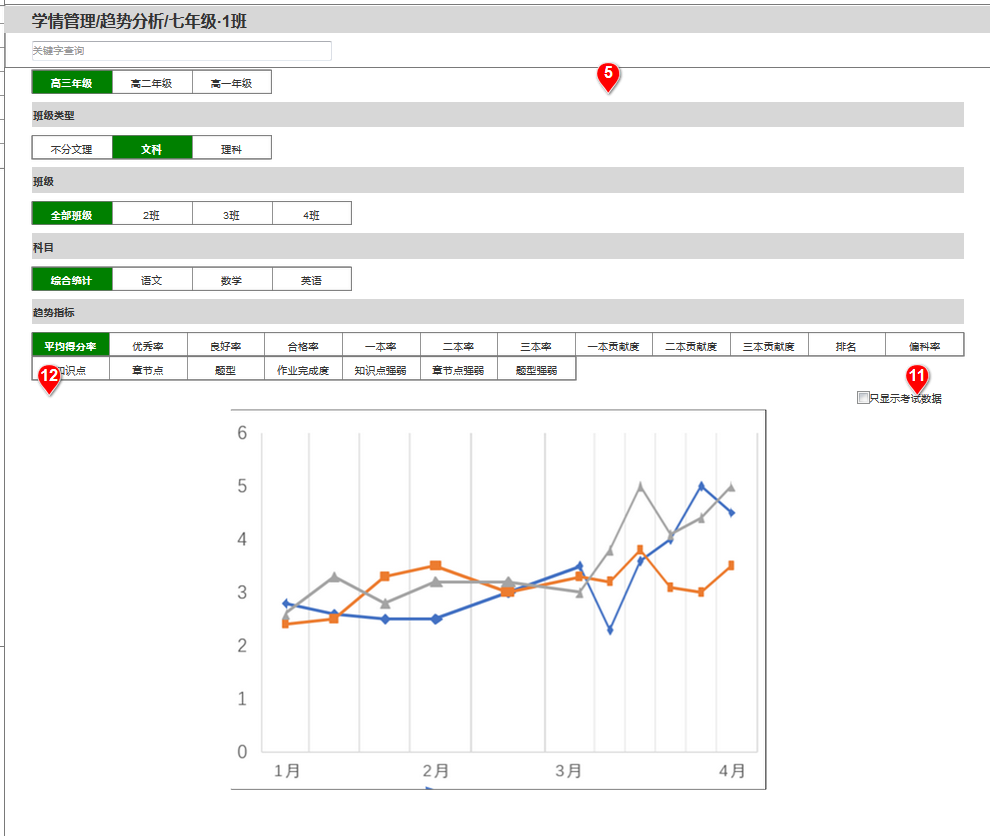 学情管理/趋势分析/七年级·1班
关键字查询
高三年级 高二年级 高一年级
5
班级类型
不分文理 文科 理科
班级
全部班级 2班 3班 4班
科目
综合统计 语文 数学 英语
趋势指标
平均得分率 优秀率 良好率 合格率 一本率 二本率 三本率 一本贡献度 二本贡献度 三本贡献度 排名 偏科率
知识点 章节点 题型 作业完成度 知识点强弱 章节点强弱 题型强弱
12
11
只显示考试数据
6
5
4
3
2
1
0
1月 2月 3月 4月